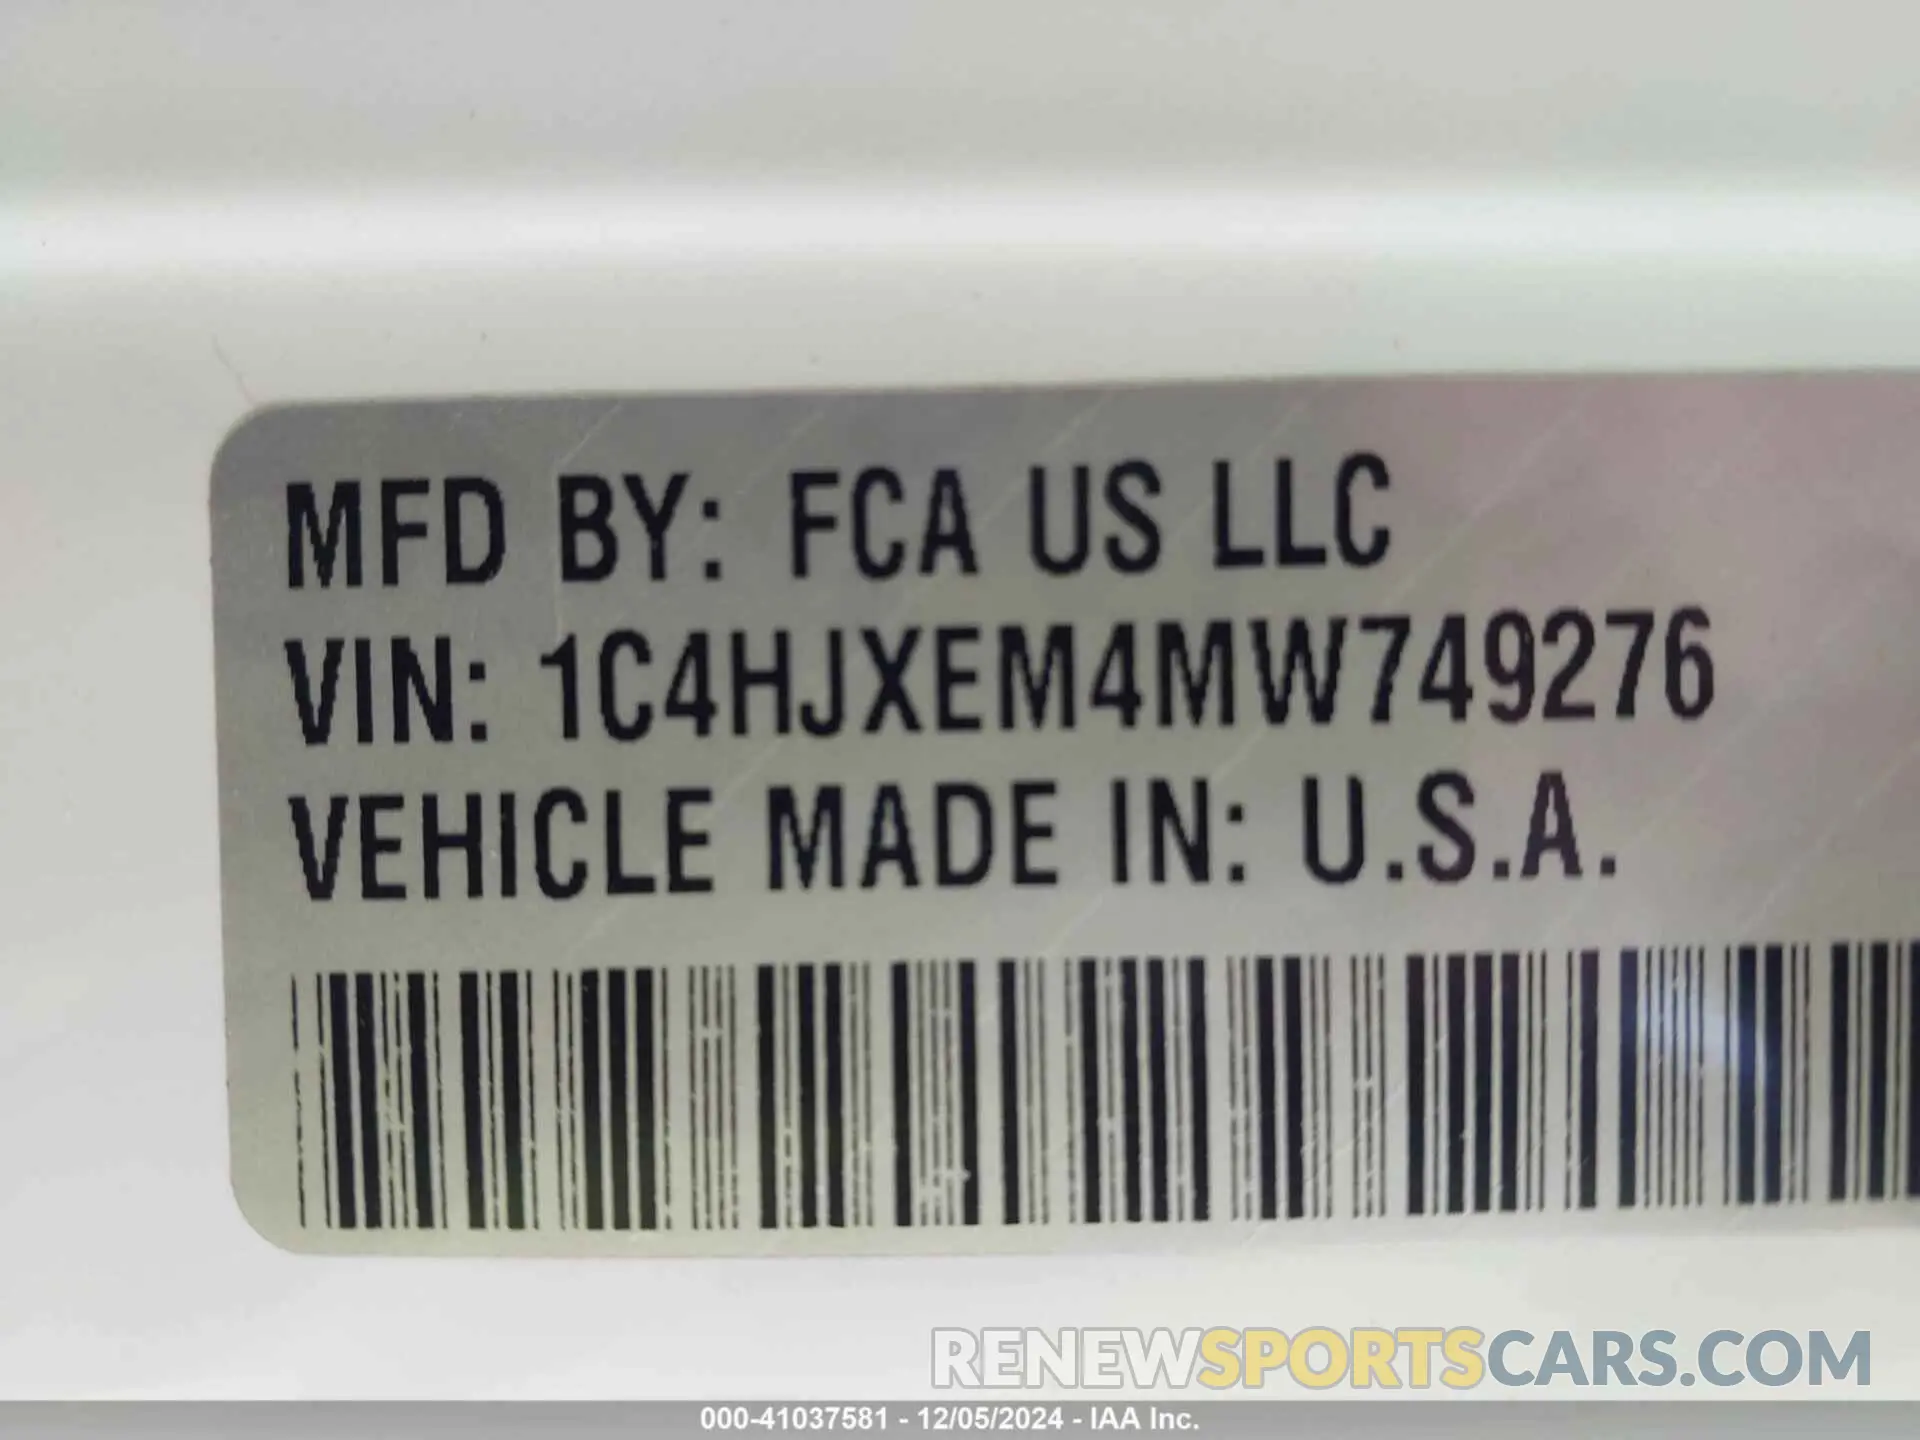 MFD BY: FCA US LLC
VIN: 1C4HJXEM4MW749276
VEHICLE MADE IN: U.S.A.
RENEWSPORTSCARS.COM
000-41037581 - 12/05/2024 - IAA Inc.